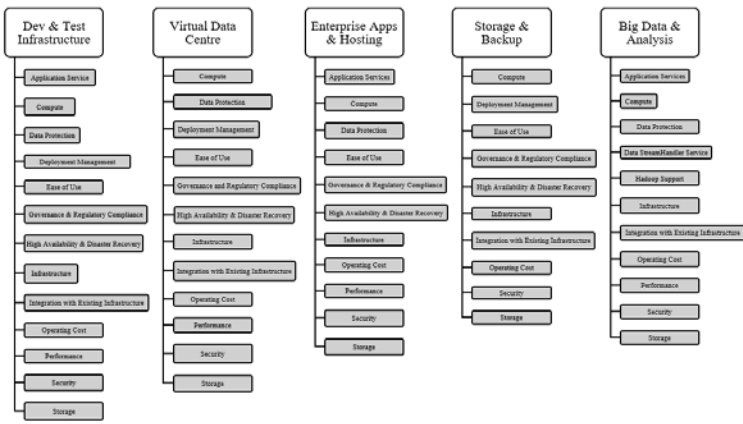 Dev & Test
Infrastructure
Application Service
Compute
Data Protection
Deployment Management
Ease of Use
Governance & Regulatory Compliance
High Availability & Disaster Recovery
Infrastructure
Integration with Existing Infrastructure
Operating Cost
Performance
Security
Storage
Virtual Data
Centre
Compute
Data Protection
Deployment Management
Ease of Use
Governance and Regulatory Compliance
High Availability & Disaster Recovery
Infrastructure
Integration with Existing Infrastructure
Operating Cost
Performance
Security
Storage
Enterprise Apps
& Hosting
Application Services
Compute
Data Protection
Ease of Use
Governance & Regulatory Compliance
High Availability & Disaster Recovery
Infrastructure
Operating Cost
Performance
Security
Storage
Storage &
Backup
Compute
Deployment Management
Ease of Use
Governance & Regulatory Compliance
High Availability & Disaster Recovery
Infrastructure
Integration with Existing Infrastructure
Operating Cost
Security
Storage
Big Data &
Analysis
Application Services
Compute
Data Protection
Data StreamHandler Service
Hadoop Support
Infrastructure
Integration with Existing Infrastructure
Operating Cost
Performance
Security
Storage